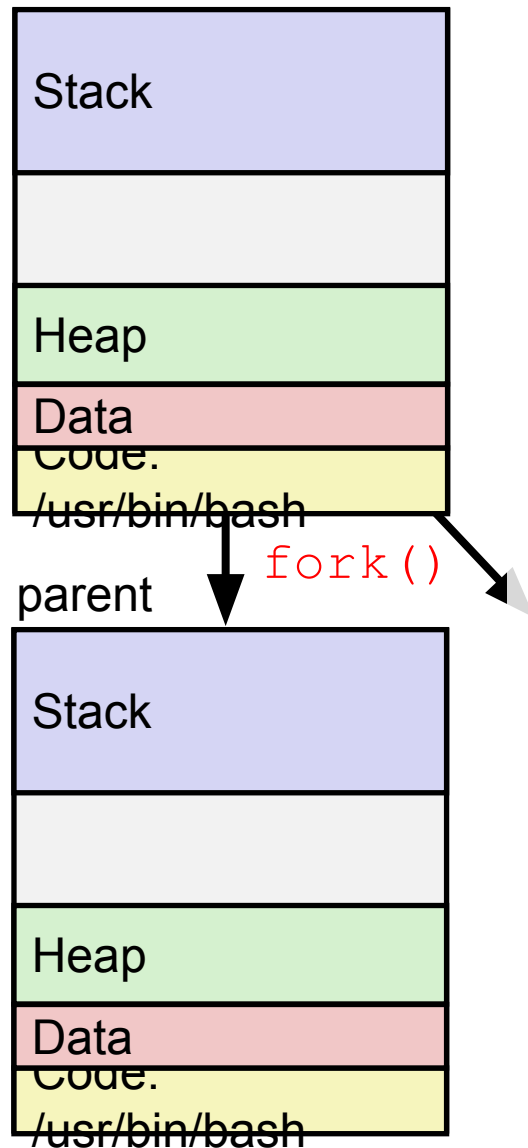 Stack
Heap
Data
Code:
/usr/bin/bash
fork()
parent
Stack
Heap
Data
Code:
/usr/bin/bash